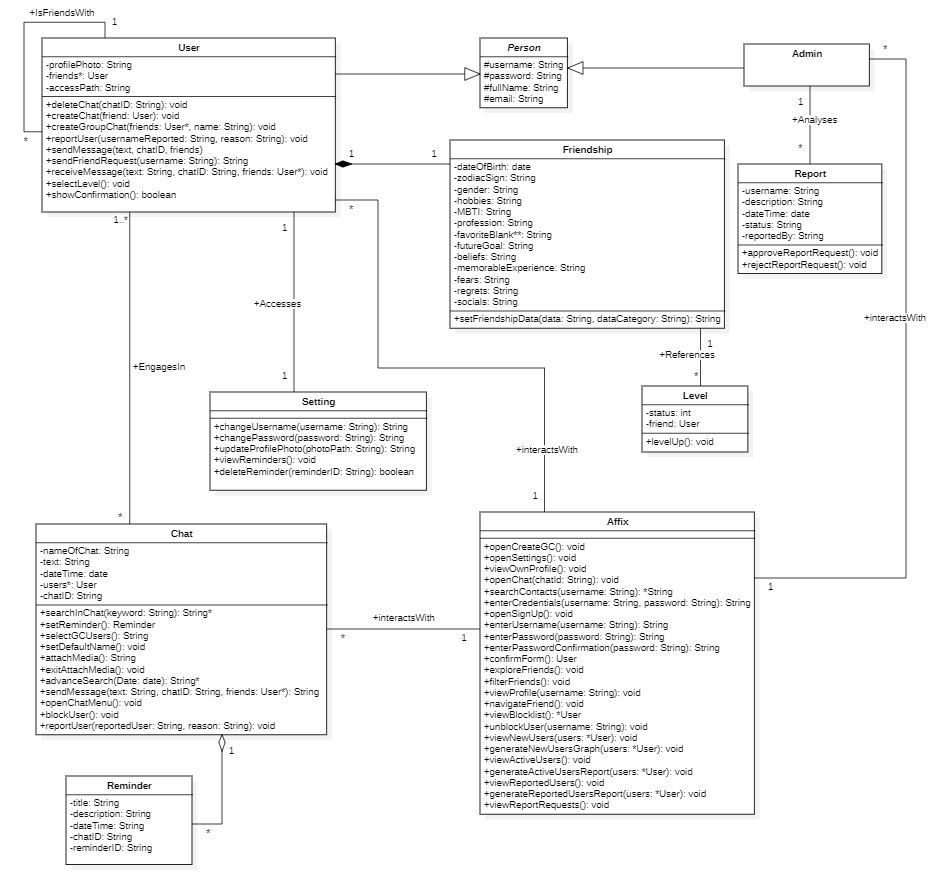 +IsFriendsWith
1
*
User
-profilePhoto: String
-friends*: User
-accessPath: String
+deleteChat(chatID: String): void
+createChat(friend: User): void
+createGroupChat(friends: User*, name: String): void
+reportUser(usernameReported: String, reason: String): void
+sendMessage(text, chatID, friends)
+sendFriendRequest(username: String): String
+receiveMessage(text: String, chatID: String, friends: User*): void
+selectLevel(): void
+showConfirmation(): boolean
Person
#username: String
#password: String
#fullName: String
#email: String
Admin
*
1
+Analyses
*
1
1
Friendship
-dateOfBirth: date
-zodiacSign: String
-gender: String
-hobbies: String
-MBTI: String
-profession: String
-favoriteBlank**: String
-futureGoal: String
-beliefs: String
-memorableExperience: String
-fears: String
-regrets: String
-socials: String
+setFriendshipData(data: String, dataCategory: String): String
Report
-username: String
-description: String
-dateTime: date
-status: String
-reportedBy: String
+approveReportRequest(): void
+rejectReportRequest(): void
1..*
1
*
+Accesses
+interactsWith
1
+References
*
+EngagesIn
1
Level
-status: int
-friend: User
+levelUp(): void
Setting
+changeUsername(username: String): String
+changePassword(password: String): String
+updateProfilePhoto(photoPath: String): String
+viewReminders(): void
+deleteReminder(reminderID: String): boolean
+interactsWith
1
*
Chat
-nameOfChat: String
-text: String
-dateTime: date
-users*: User
-chatID: String
+searchInChat(keyword: String): String*
+setReminder(): Reminder
+selectGCUsers(): String
+setDefaultName(): void
+attachMedia(): String
+exitAttachMedia(): void
+advanceSearch(Date: date): String*
+sendMessage(text: String, chatID: String, friends: User*): String
+openChatMenu(): void
+blockUser(): void
+reportUser(reportedUser: String, reason: String): void
+interactsWith
*
1
Affix
+openCreateGC(): void
+openSettings(): void
+viewOwnProfile(): void
+openChat(chatId: String): void
+searchContacts(username: String): *String
+enterCredentials(username: String, password: String): String
+openSignUp(): void
+enterUsername(username: String): String
+enterPassword(password: String): String
+enterPasswordConfirmation(password: String): String
+confirmForm(): User
+exploreFriends(): void
+filterFriends(): void
+viewProfile(username: String): void
+navigateFriend(): void
+viewBlocklist(): *User
+unblockUser(username: String): void
+viewNewUsers(users: *User): void
+generateNewUsersGraph(users: *User): void
+viewActiveUsers(): void
+generateActiveUsersReport(users: *User): void
+viewReportedUsers(): void
+generateReportedUsersReport(users: *User): void
+viewReportRequests(): void
1
1
*
Reminder
-title: String
-description: String
-dateTime: String
-chatID: String
-reminderID: String